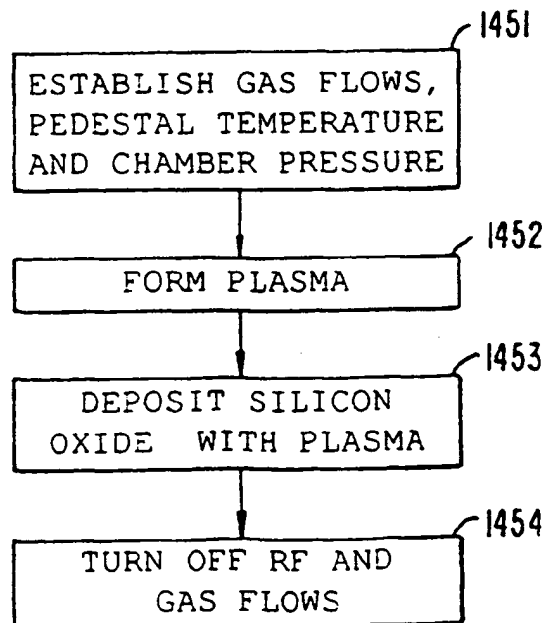 1451
ESTABLISH GAS FLOWS,
PEDESTAL TEMPERATURE
AND CHAMBER PRESSURE
1452
FORM PLASMA
1453
DEPOSIT SILICON
OXIDE WITH PLASMA
1454
TURN OFF RF AND
GAS FLOWS